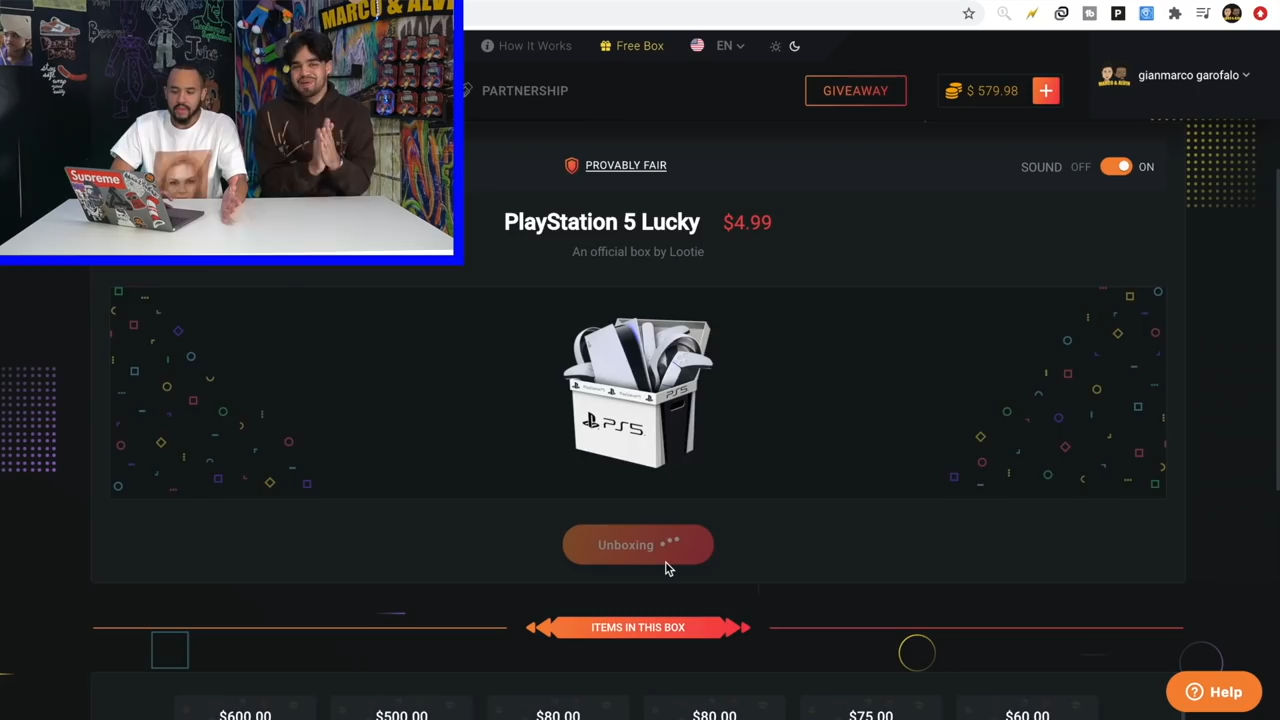 MARCO & ALVIN
Supreme
How It Works
Free Box
EN
gianmarco garofalo
PARTNERSHIP
GIVEAWAY
$ 579.98
+
PROVABLY FAIR
SOUND OFF ON
PlayStation 5 Lucky $4.99
An official box by Lootie
PS5
PS5
Unboxing
ITEMS IN THIS BOX
$600.00 $500.00 $80.00 $80.00 $75.00 $60.00
Help